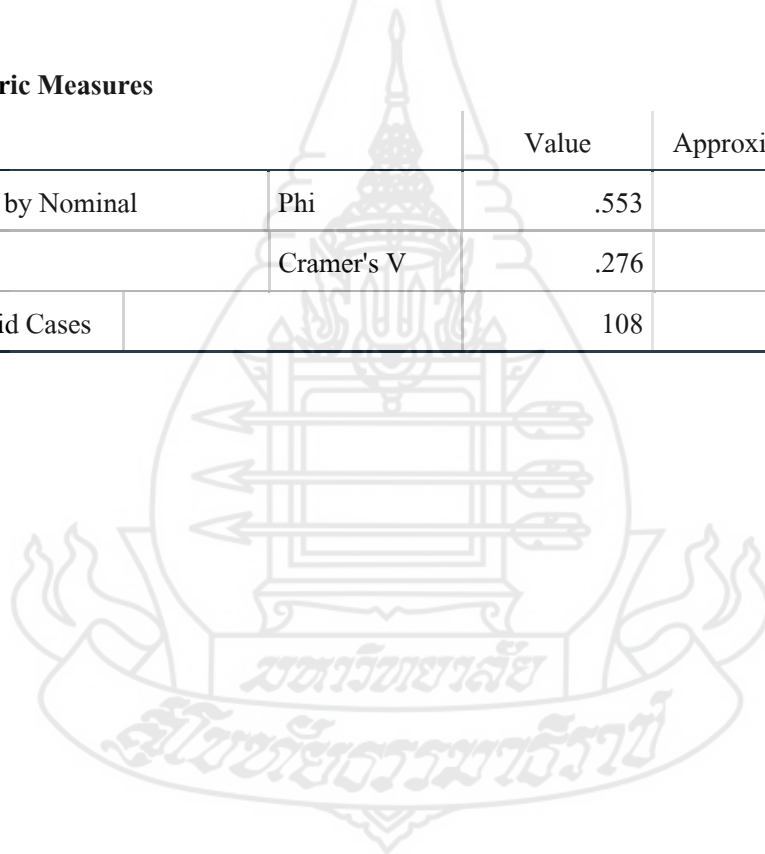 ric Measures
Value Approxi
by Nominal Phi .553
Cramer's V .276
id Cases 108
มหาวิทยาลัย
สุโขทัยธรรมาธิราช